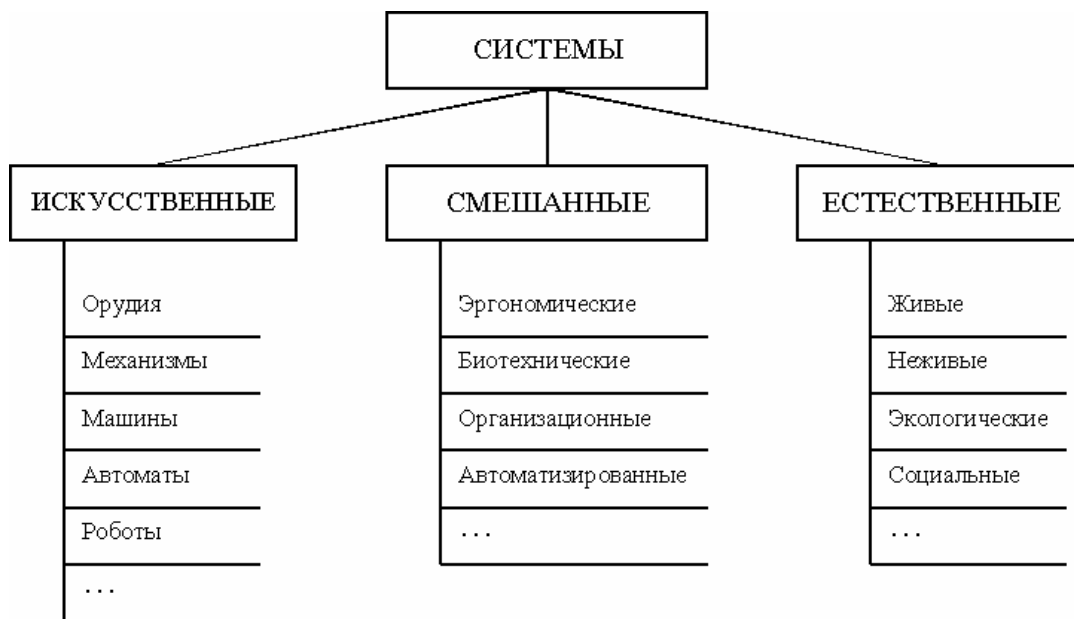 СИСТЕМЫ
ИСКУССТВЕННЫЕ
СМЕШАННЫЕ
ЕСТЕСТВЕННЫЕ
Орудия
Механизмы
Машины
Автоматы
Роботы
...
Эргономические
Биотехнические
Организационные
Автоматизированные
...
Живые
Неживые
Экологические
Социальные
...